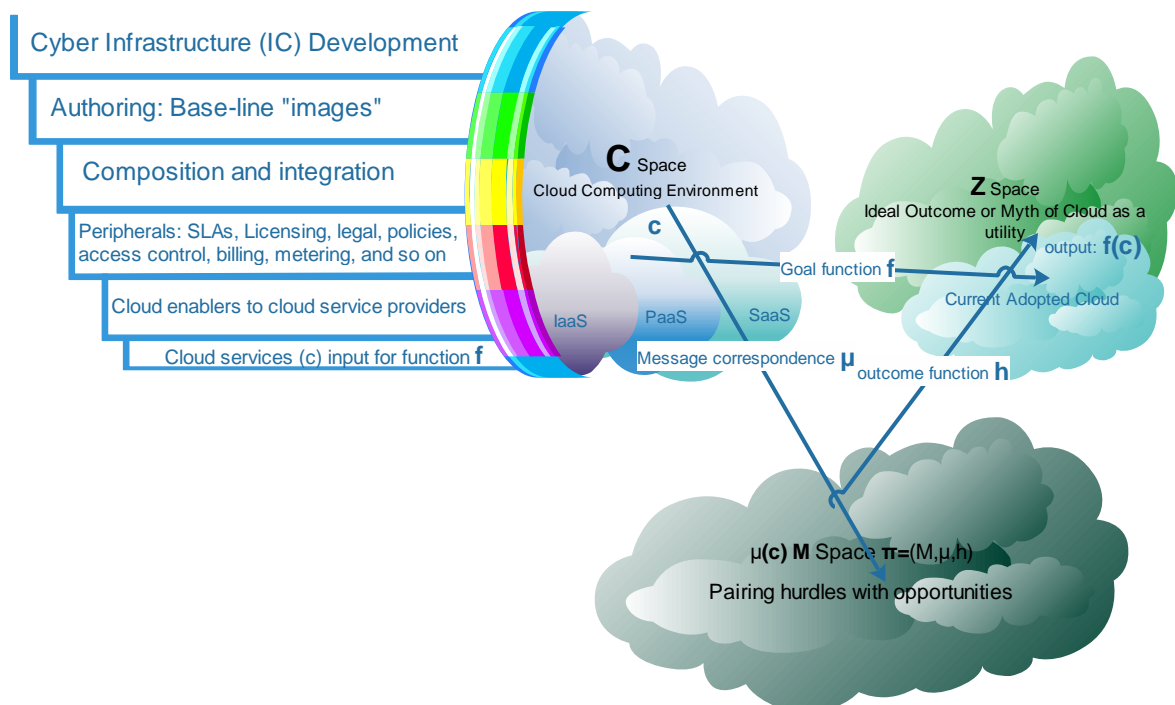 Cyber Infrastructure (IC) Development
Authoring: Base-line "images"
Composition and integration
Peripherals: SLAs, Licensing, legal, policies,
access control, billing, metering, and so on
Cloud enablers to cloud service providers
Cloud services (c) input for function f
C Space
Cloud Computing Environment
c
IaaS
PaaS
SaaS
Goal function f
Z Space
Ideal Outcome or Myth of Cloud as a
utility
output: f(c)
Current Adopted Cloud
Message correspondence μ
outcome function h
μ(c) M Space π=(M,μ,h)
Pairing hurdles with opportunities